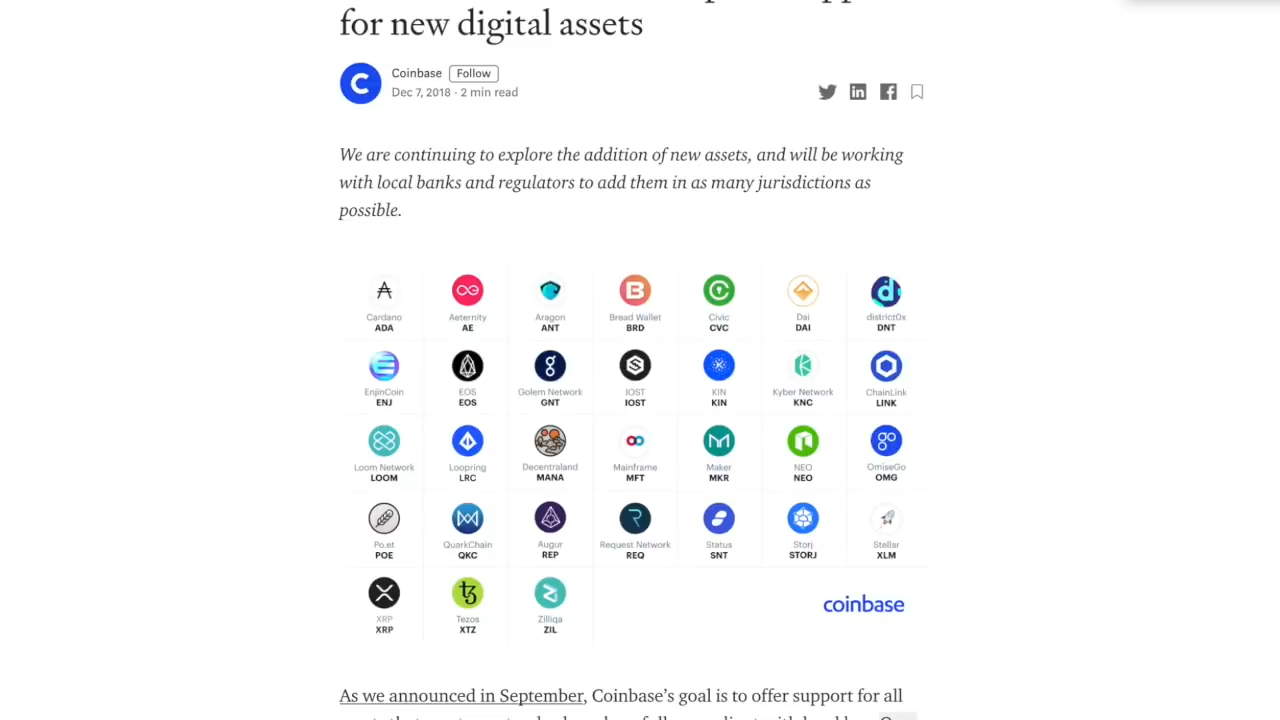 for new digital assets
Coinbase Follow
Dec 7, 2018 · 2 min read
We are continuing to explore the addition of new assets, and will be working
with local banks and regulators to add them in as many jurisdictions as
possible.
Cardano Aeternity Aragon Bread Wallet Civic Dai district0x
ADA AE ANT BRD CVC DAI DNT
EnjinCoin EOS Golem Network IOST KIN Kyber Network ChainLink
ENJ EOS GNT IOST KIN KNC LINK
Loom Network Loopring Decentraland Mainframe Maker NEO OmiseGo
LOOM LRC MANA MFT MKR NEO OMG
Po.et QuarkChain Augur Request Network Status Storj Stellar
POE QKC REP REQ SNT STORJ XLM
XRP Tezos Zilliqa
XRP XTZ ZIL
coinbase
As we announced in September, Coinbase’s goal is to offer support for all